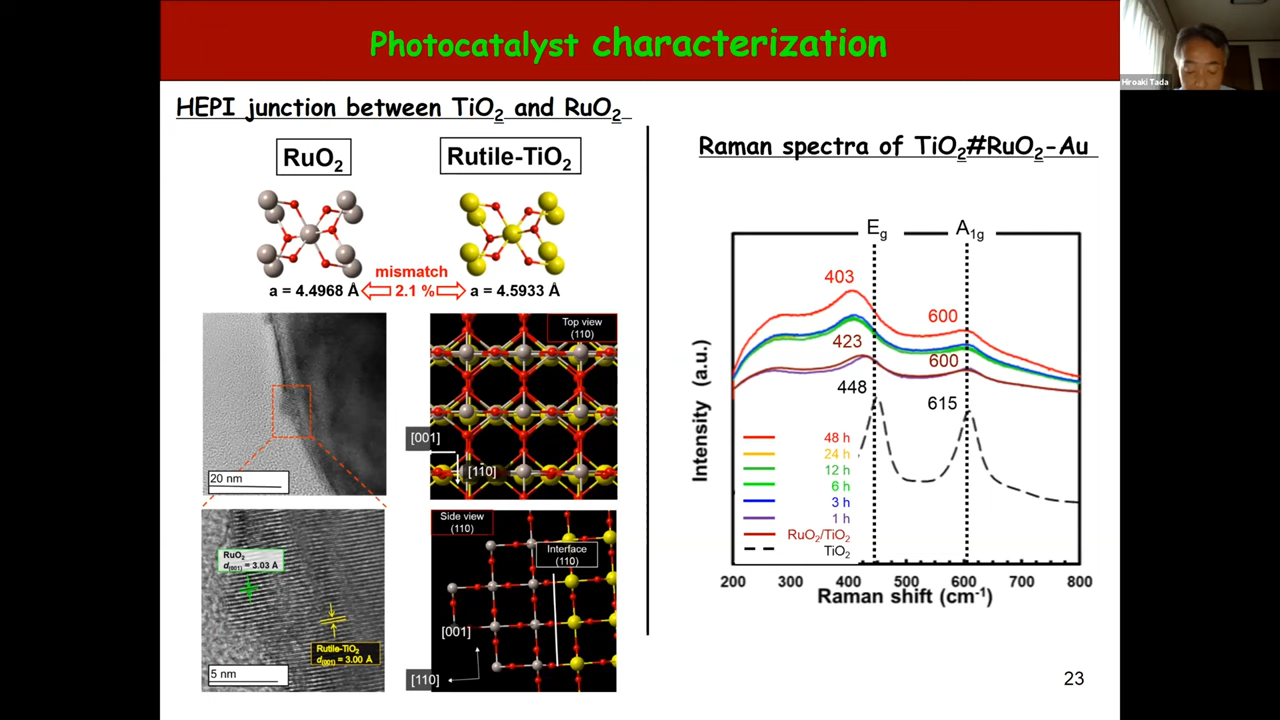 Photocatalyst characterization
Hiroaki Tada
HEPI junction between TiO2 and RuO2
RuO2
Rutile-TiO2
mismatch
a = 4.4968 Å
2.1 %
a = 4.5933 Å
20 nm
Top view
(110)
[001]
[1-10]
RuO2
d(001) = 3.03 Å
Rutile-TiO2
d(001) = 3.00 Å
5 nm
Side view
(110)
Interface
(110)
[001]
[110]
Raman spectra of TiO2#RuO2-Au
Eg
A1g
403
600
423
600
448
615
48 h
24 h
12 h
6 h
3 h
1 h
RuO2/TiO2
TiO2
Intensity (a.u.)
200 300 400 500 600 700 800
Raman shift (cm-1)
23